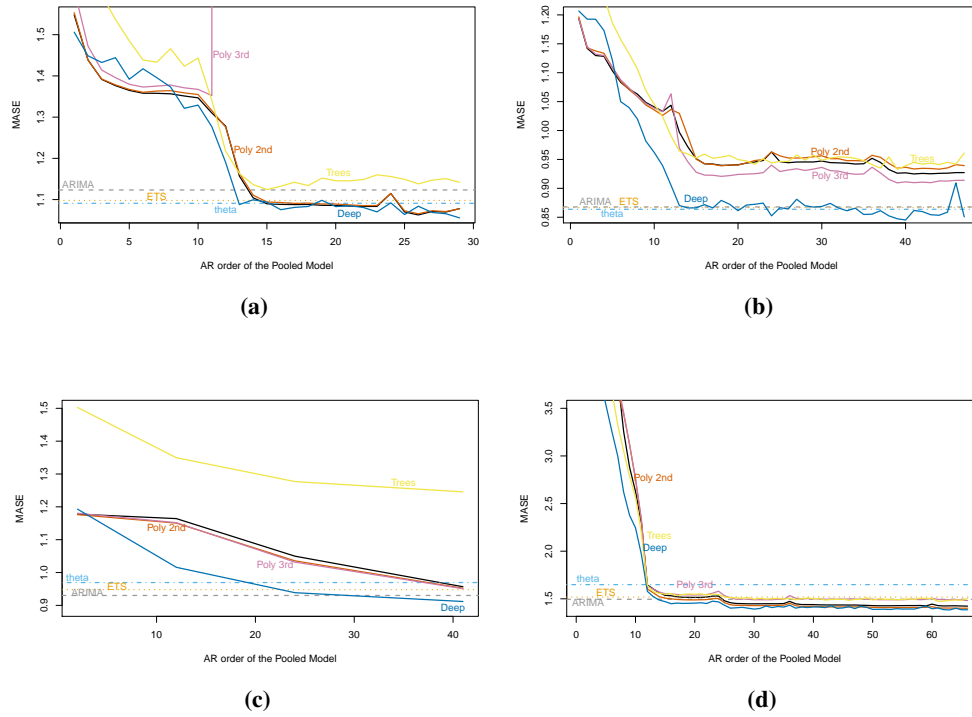 MASE
1.5
1.4
1.3
1.2
1.1
Poly 3rd
Poly 2nd
Trees
ARIMA
ETS
theta
Deep
0 5 10 15 20 25 30
AR order of the Pooled Model
(a)
MASE
1.20
1.15
1.10
1.05
1.00
0.95
0.90
0.85
Poly 2nd
Trees
Poly 3rd
ARIMA ETS
Deep
theta
0 10 20 30 40
AR order of the Pooled Model
(b)
MASE
1.5
1.4
1.3
1.2
1.1
1.0
0.9
Trees
Poly 2nd
Poly 3rd
theta
ETS
ARIMA
Deep
10 20 30 40
AR order of the Pooled Model
(c)
MASE
3.5
3.0
2.5
2.0
1.5
Poly 2nd
Trees
Deep
theta
Poly 3rd
ETS
ARIMA
0 10 20 30 40 50 60
AR order of the Pooled Model
(d)